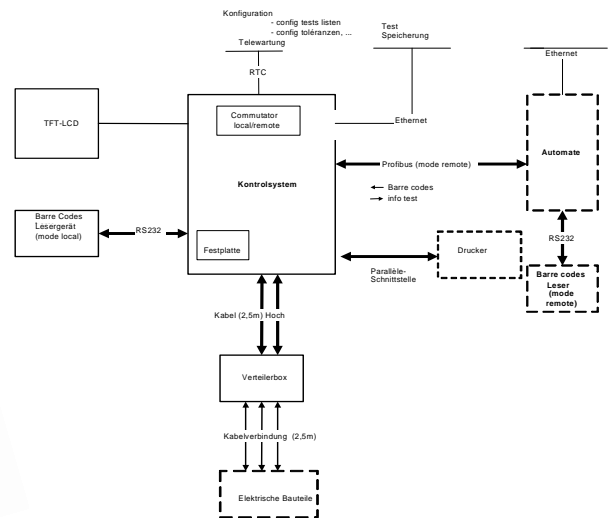 Konfiguration
- config tests listen
- config toléranzen, ...
Telewartung
RTC
Test
Speicherung
Ethernet
Ethernet
TFT-LCD
Commutator
local/remote
Automate
Profibus (mode remote)
Kontrolsystem
Barre codes
info test
Barre Codes
Lesergerät
(mode local)
RS232
Festplatte
RS232
Drucker
Parallèle-
Schnittstelle
Barre codes
Leser
(mode
remote)
Kabel (2,5m) Hoch
Verteilerbox
Kabelverbindung (2,5m)
Elektrische Bauteile